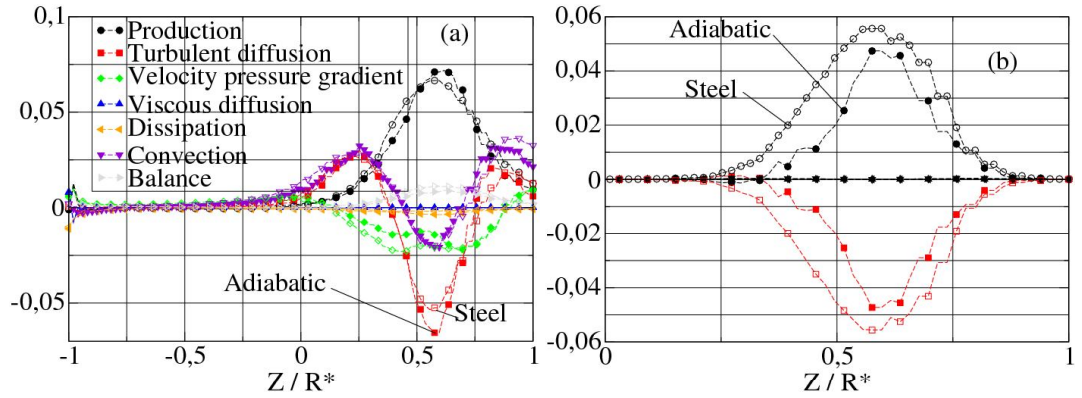 0,1
(a)
Production
Turbulent diffusion
Velocity pressure gradient
0,05
Viscous diffusion
Dissipation
Convection
Balance
0
-0,05
Adiabatic
Steel
-1
-0,5
0
0,5
1
Z / R*
0,06
Adiabatic
(b)
0,04
Steel
0,02
0
-0,02
-0,04
-0,06
0
0,5
1
Z / R*